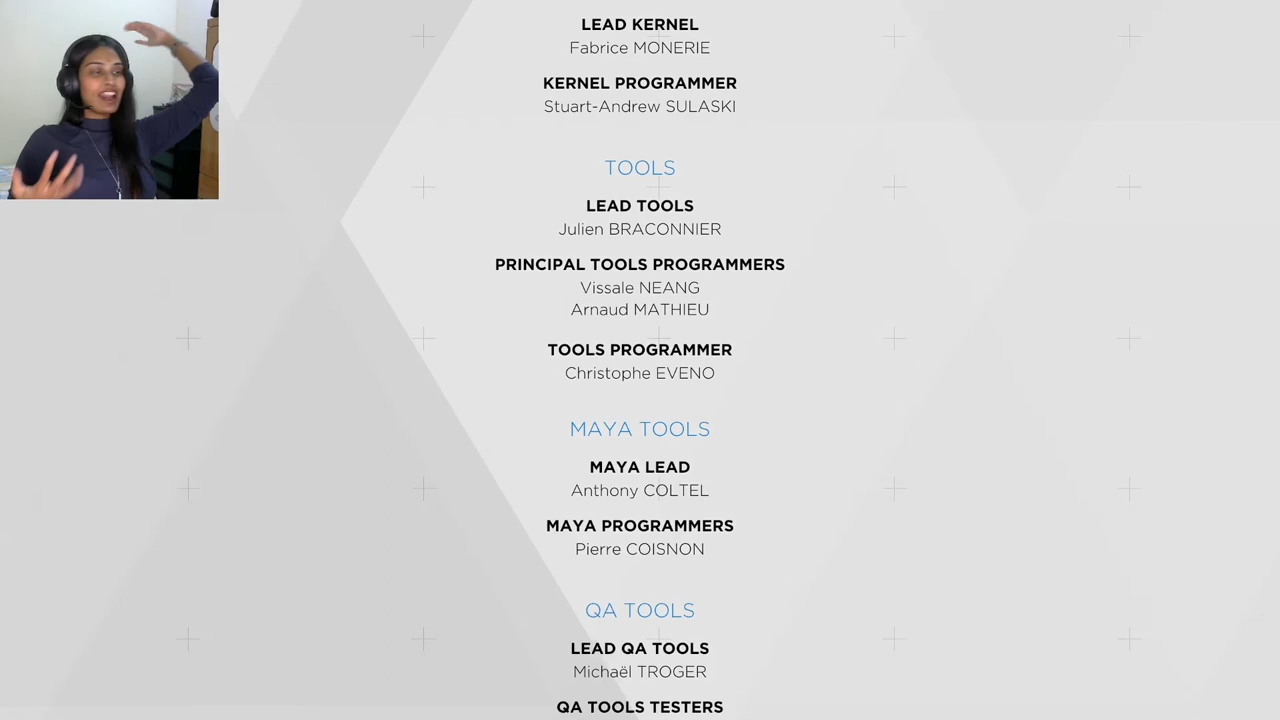 LEAD KERNEL
Fabrice MONERIE
KERNEL PROGRAMMER
Stuart-Andrew SULASKI
TOOLS
LEAD TOOLS
Julien BRACONNIER
PRINCIPAL TOOLS PROGRAMMERS
Vissale NEANG
Arnaud MATHIEU
TOOLS PROGRAMMER
Christophe EVENO
MAYA TOOLS
MAYA LEAD
Anthony COLTEL
MAYA PROGRAMMERS
Pierre COISNON
QA TOOLS
LEAD QA TOOLS
Michaël TROGER
QA TOOLS TESTERS